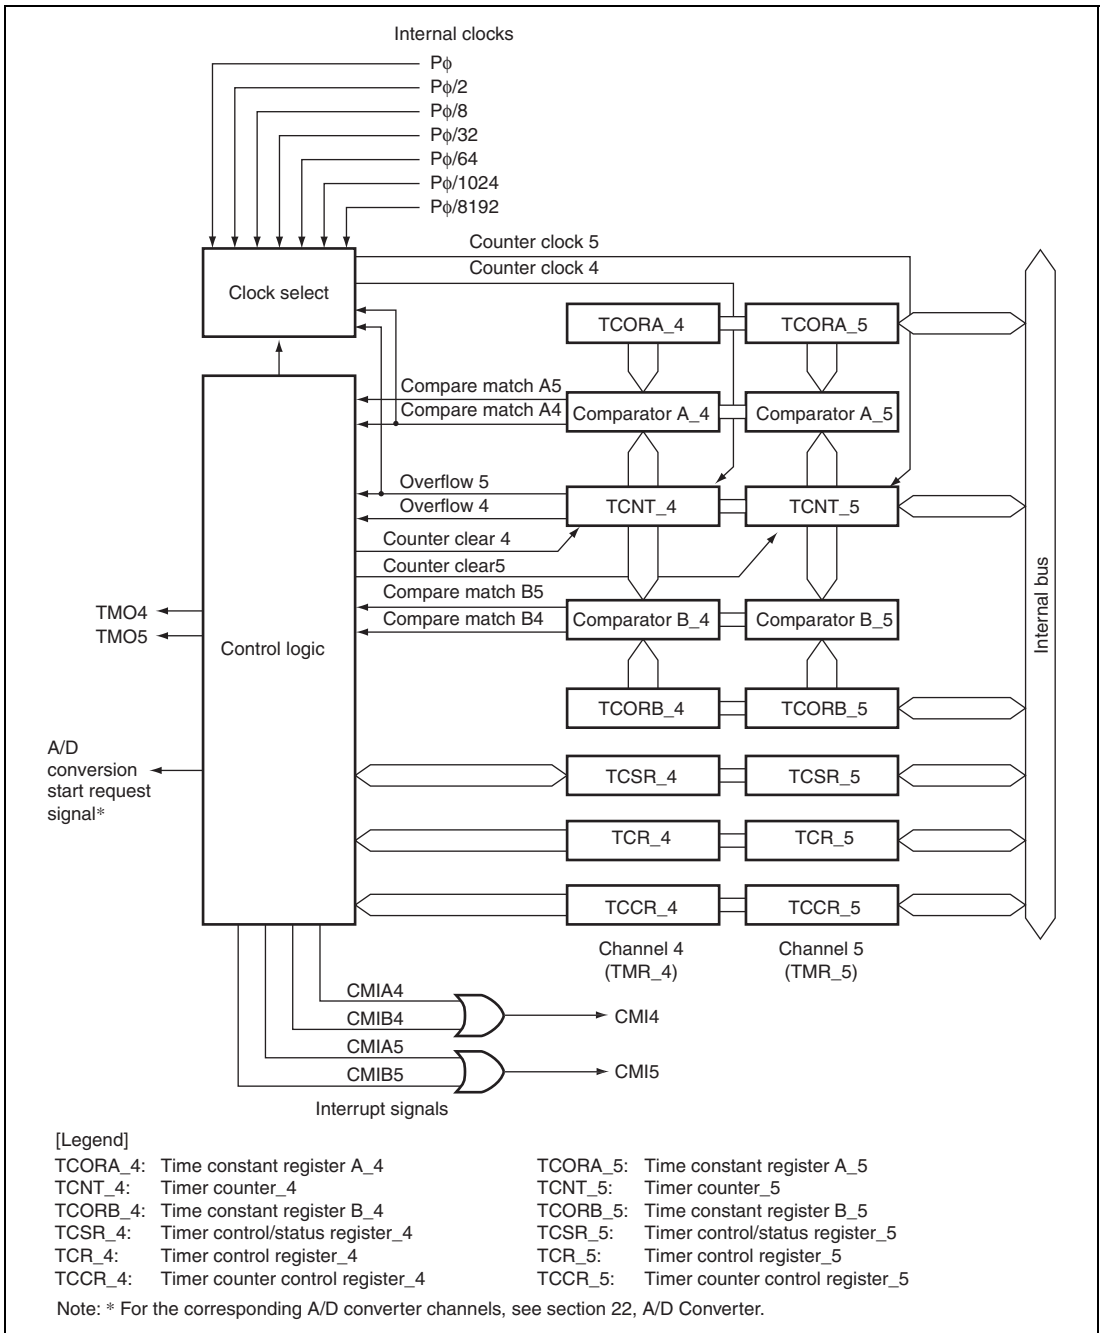 Internal clocks
Pϕ
Pϕ/2
Pϕ/8
Pϕ/32
Pϕ/64
Pϕ/1024
Pϕ/8192
Counter clock 5
Counter clock 4
Clock select
TCORA_4
TCORA_5
Compare match A5
Compare match A4
Comparator A_4
Comparator A_5
Overflow 5
Overflow 4
TCNT_4
TCNT_5
Counter clear 4
Counter clear5
Compare match B5
Compare match B4
Comparator B_4
Comparator B_5
TMO4
TMO5
Control logic
Internal bus
TCORB_4
TCORB_5
A/D
conversion
start request
signal*
TCSR_4
TCSR_5
TCR_4
TCR_5
TCCR_4
TCCR_5
Channel 4
(TMR_4)
Channel 5
(TMR_5)
CMIA4
CMIB4
CMI4
CMIA5
CMIB5
CMI5
Interrupt signals
[Legend]
TCORA_4: Time constant register A_4
TCNT_4: Timer counter_4
TCORB_4: Time constant register B_4
TCSR_4: Timer control/status register_4
TCR_4: Timer control register_4
TCCR_4: Timer counter control register_4
TCORA_5: Time constant register A_5
TCNT_5: Timer counter_5
TCORB_5: Time constant register B_5
TCSR_5: Timer control/status register_5
TCR_5: Timer control register_5
TCCR_5: Timer counter control register_5
Note: * For the corresponding A/D converter channels, see section 22, A/D Converter.